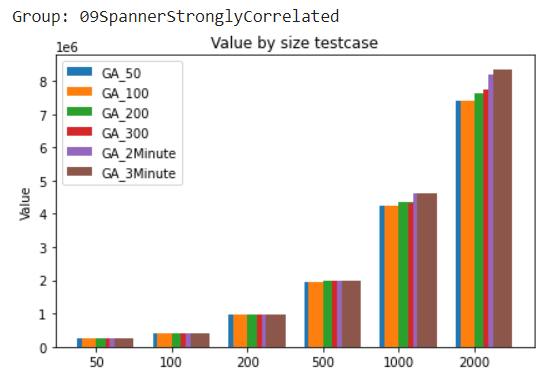 Group: 09SpannerStronglyCorrelated
Value by size testcase
1e6
GA_50
GA_100
GA_200
GA_300
GA_2Minute
GA_3Minute
Value
8
7
6
5
4
3
2
1
0
50 100 200 500 1000 2000